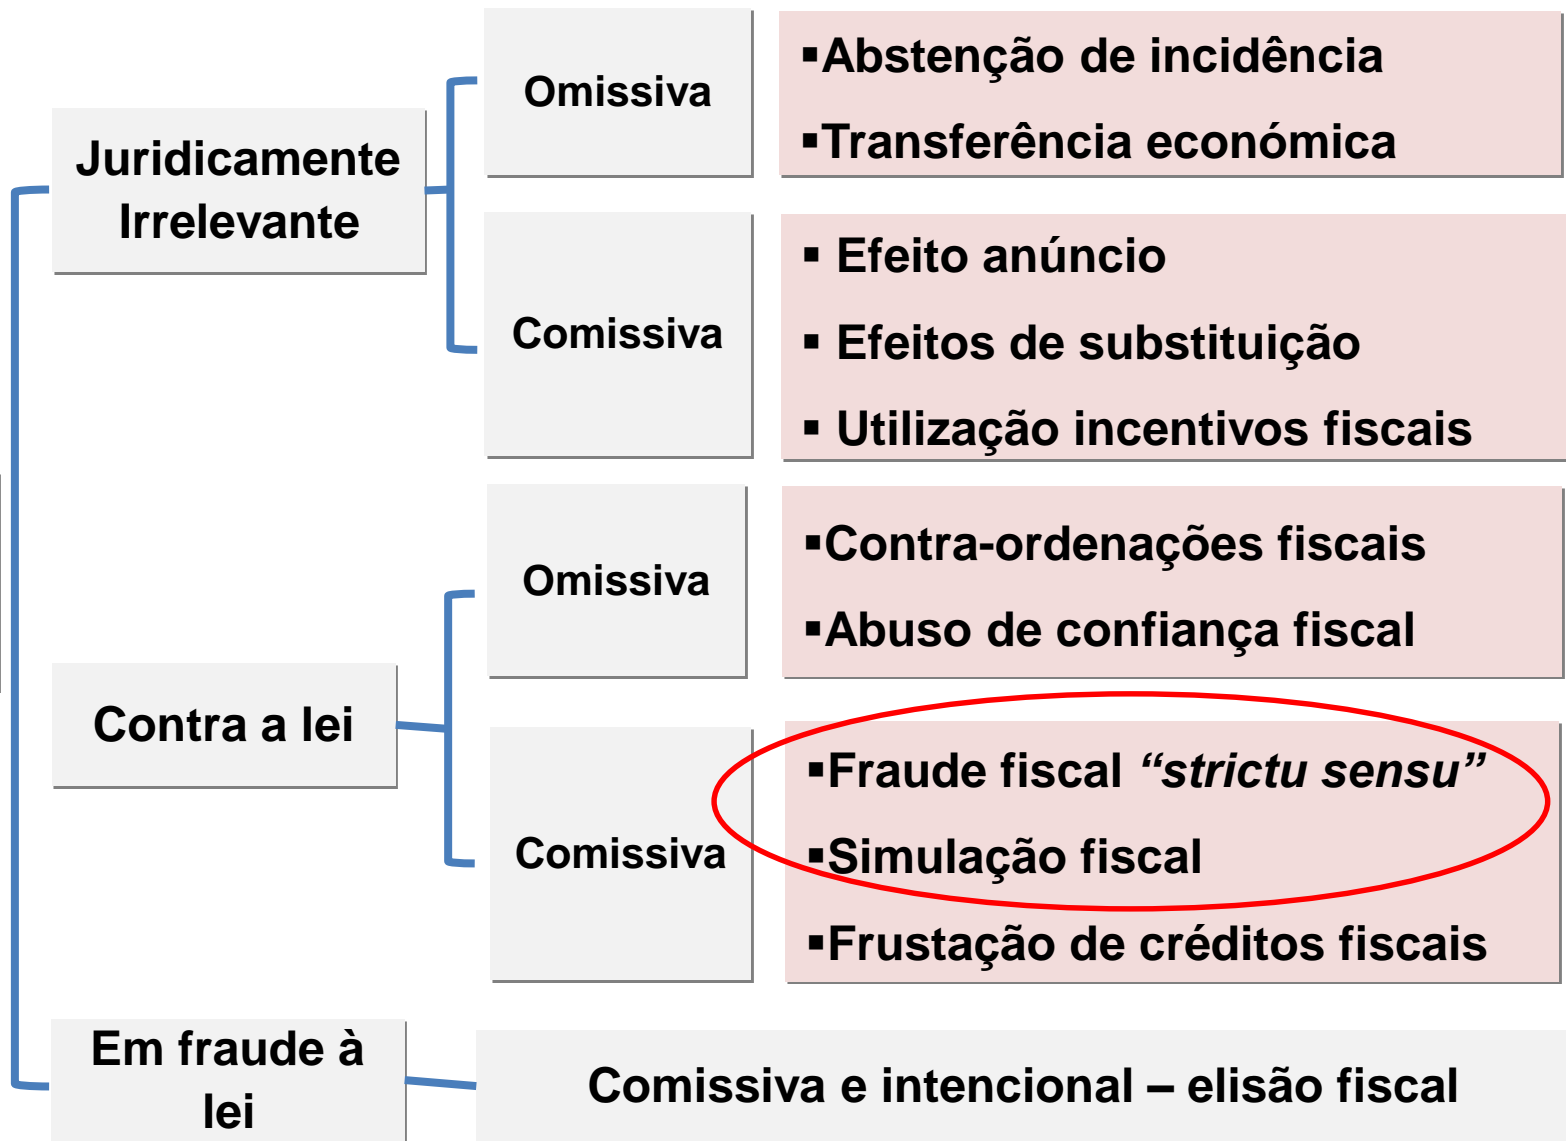 Juridicamente
Irrelevante
Omissiva
▪Abstenção de incidência
▪Transferência económica
Comissiva
▪ Efeito anúncio
▪ Efeitos de substituição
▪ Utilização incentivos fiscais
Contra a lei
Omissiva
▪Contra-ordenações fiscais
▪Abuso de confiança fiscal
Comissiva
▪Fraude fiscal “strictu sensu”
▪Simulação fiscal
▪Frustação de créditos fiscais
Em fraude à
lei
Comissiva e intencional – elisão fiscal